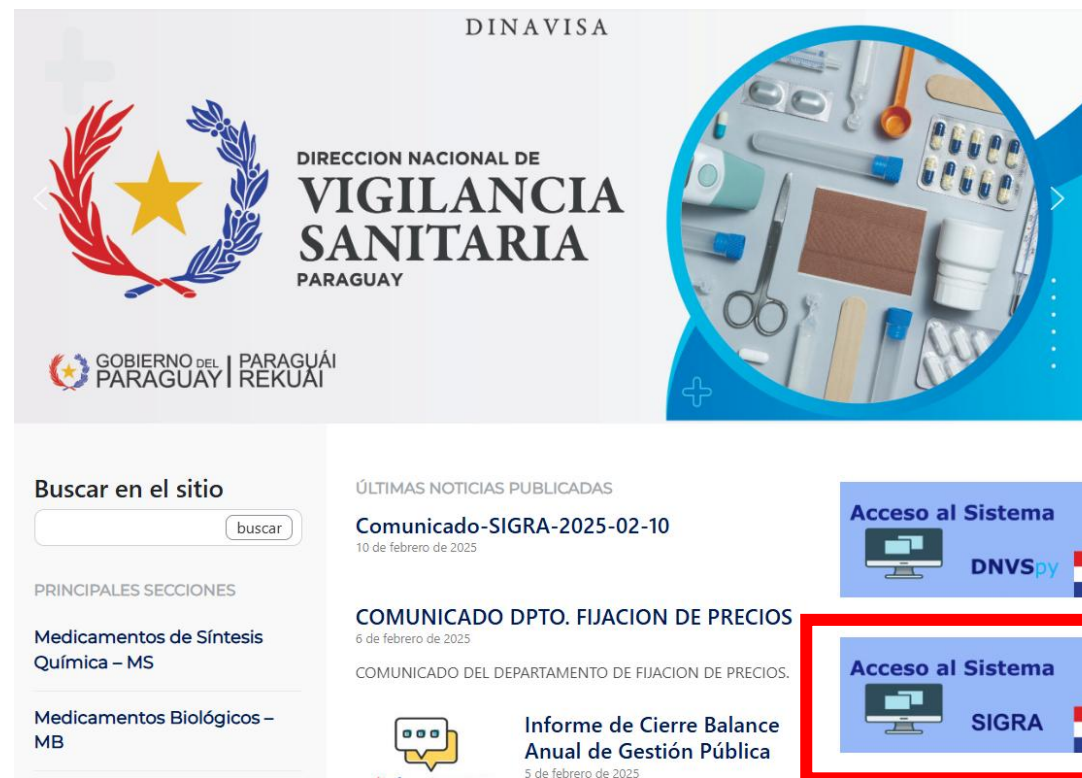 DINAVISA
DIRECCION NACIONAL DE
VIGILANCIA
SANITARIA
PARAGUAY
GOBIERNO DEL PARAGUÁI
PARAGUAY REKUÁI
Buscar en el sitio
buscar
PRINCIPALES SECCIONES
Medicamentos de Síntesis
Química – MS
Medicamentos Biológicos –
MB
ÚLTIMAS NOTICIAS PUBLICADAS
Comunicado-SIGRA-2025-02-10
10 de febrero de 2025
COMUNICADO DPTO. FIJACION DE PRECIOS
6 de febrero de 2025
COMUNICADO DEL DEPARTAMENTO DE FIJACION DE PRECIOS.
Informe de Cierre Balance
Anual de Gestión Pública
5 de febrero de 2025
Acceso al Sistema
DNVSpy
Acceso al Sistema
SIGRA